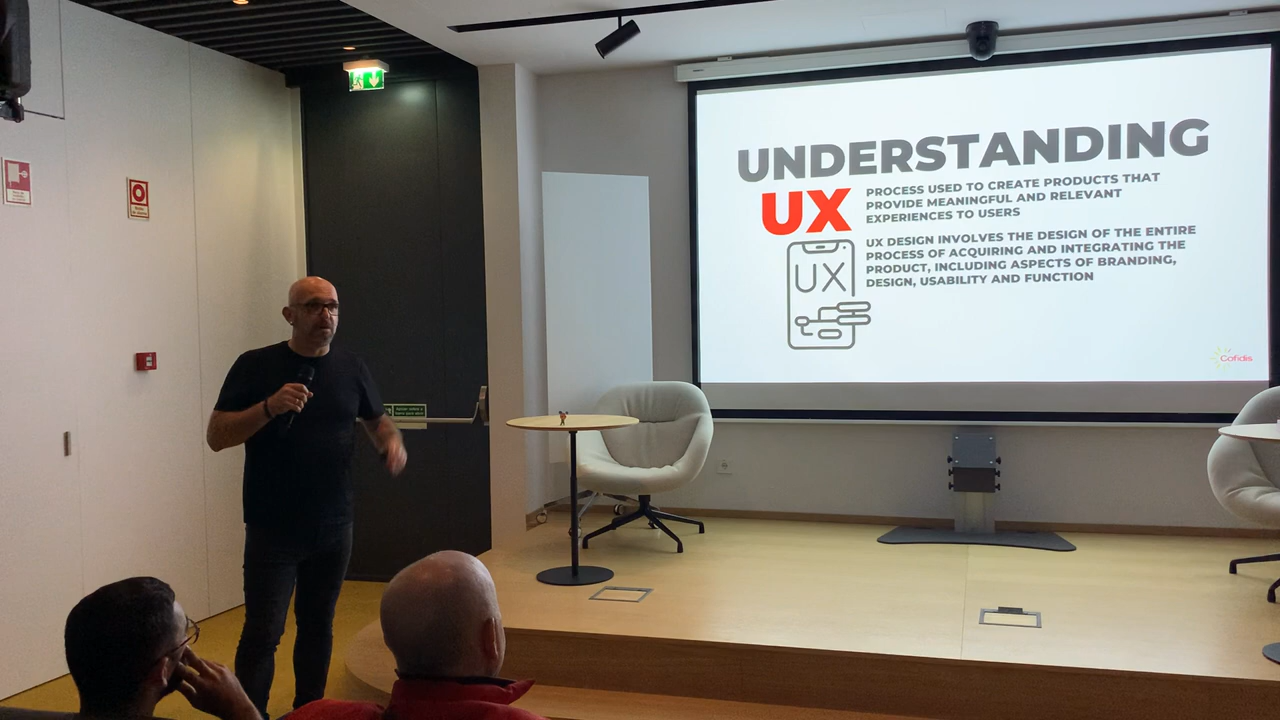 UNDERSTANDING
UX
PROCESS USED TO CREATE PRODUCTS THAT
PROVIDE MEANINGFUL AND RELEVANT
EXPERIENCES TO USERS
UX DESIGN INVOLVES THE DESIGN OF THE ENTIRE
PROCESS OF ACQUIRING AND INTEGRATING THE
PRODUCT, INCLUDING ASPECTS OF BRANDING,
DESIGN, USABILITY AND FUNCTION
UX
Cofidis